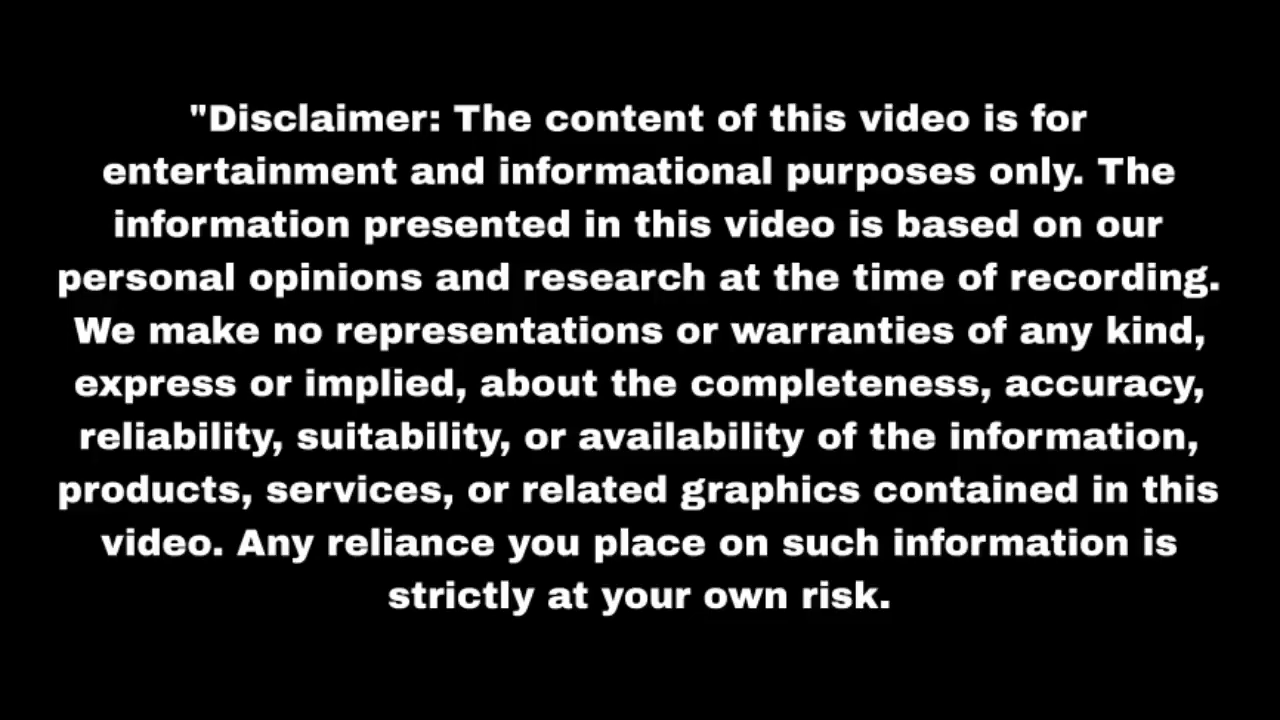 "Disclaimer: The content of this video is for
entertainment and informational purposes only. The
information presented in this video is based on our
personal opinions and research at the time of recording.
We make no representations or warranties of any kind,
express or implied, about the completeness, accuracy,
reliability, suitability, or availability of the information,
products, services, or related graphics contained in this
video. Any reliance you place on such information is
strictly at your own risk.